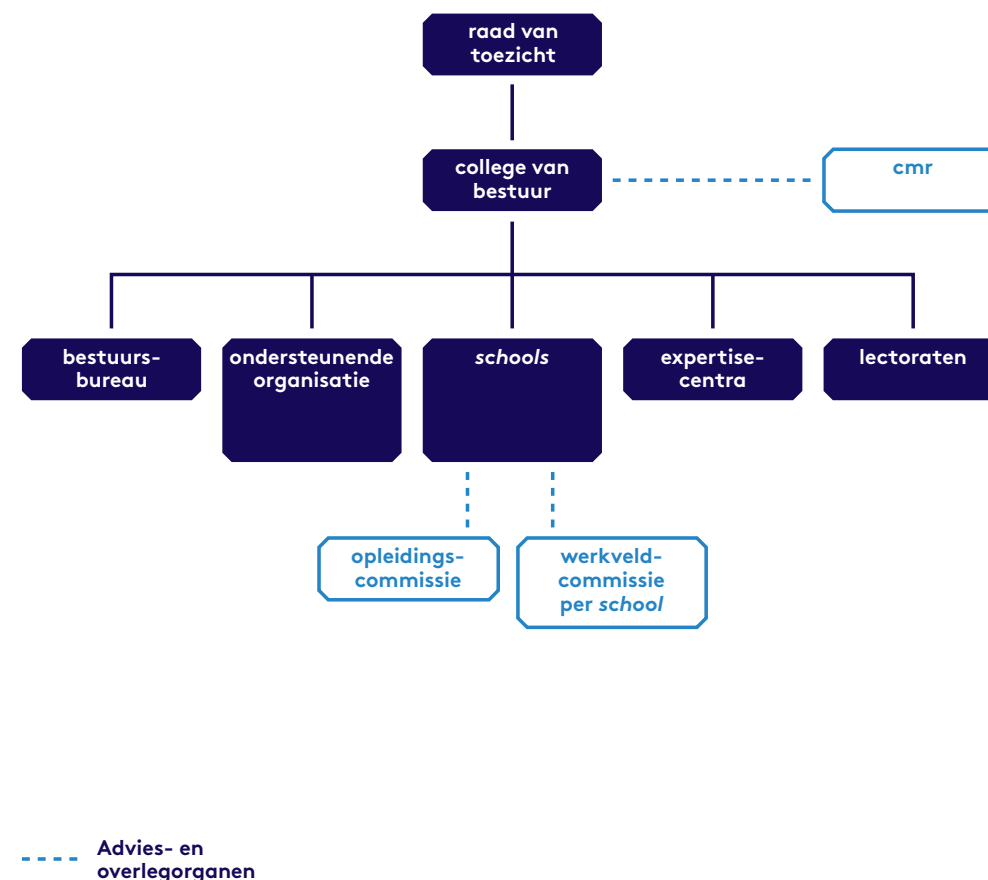 raad van
toezicht
college van
bestuur
cmr
bestuurs-
bureau
ondersteunende
organisatie
schools
expertise-
centra
lectoraten
opleidings-
commissie
werkveld-
commissie
per school
Advies- en
overlegorganen